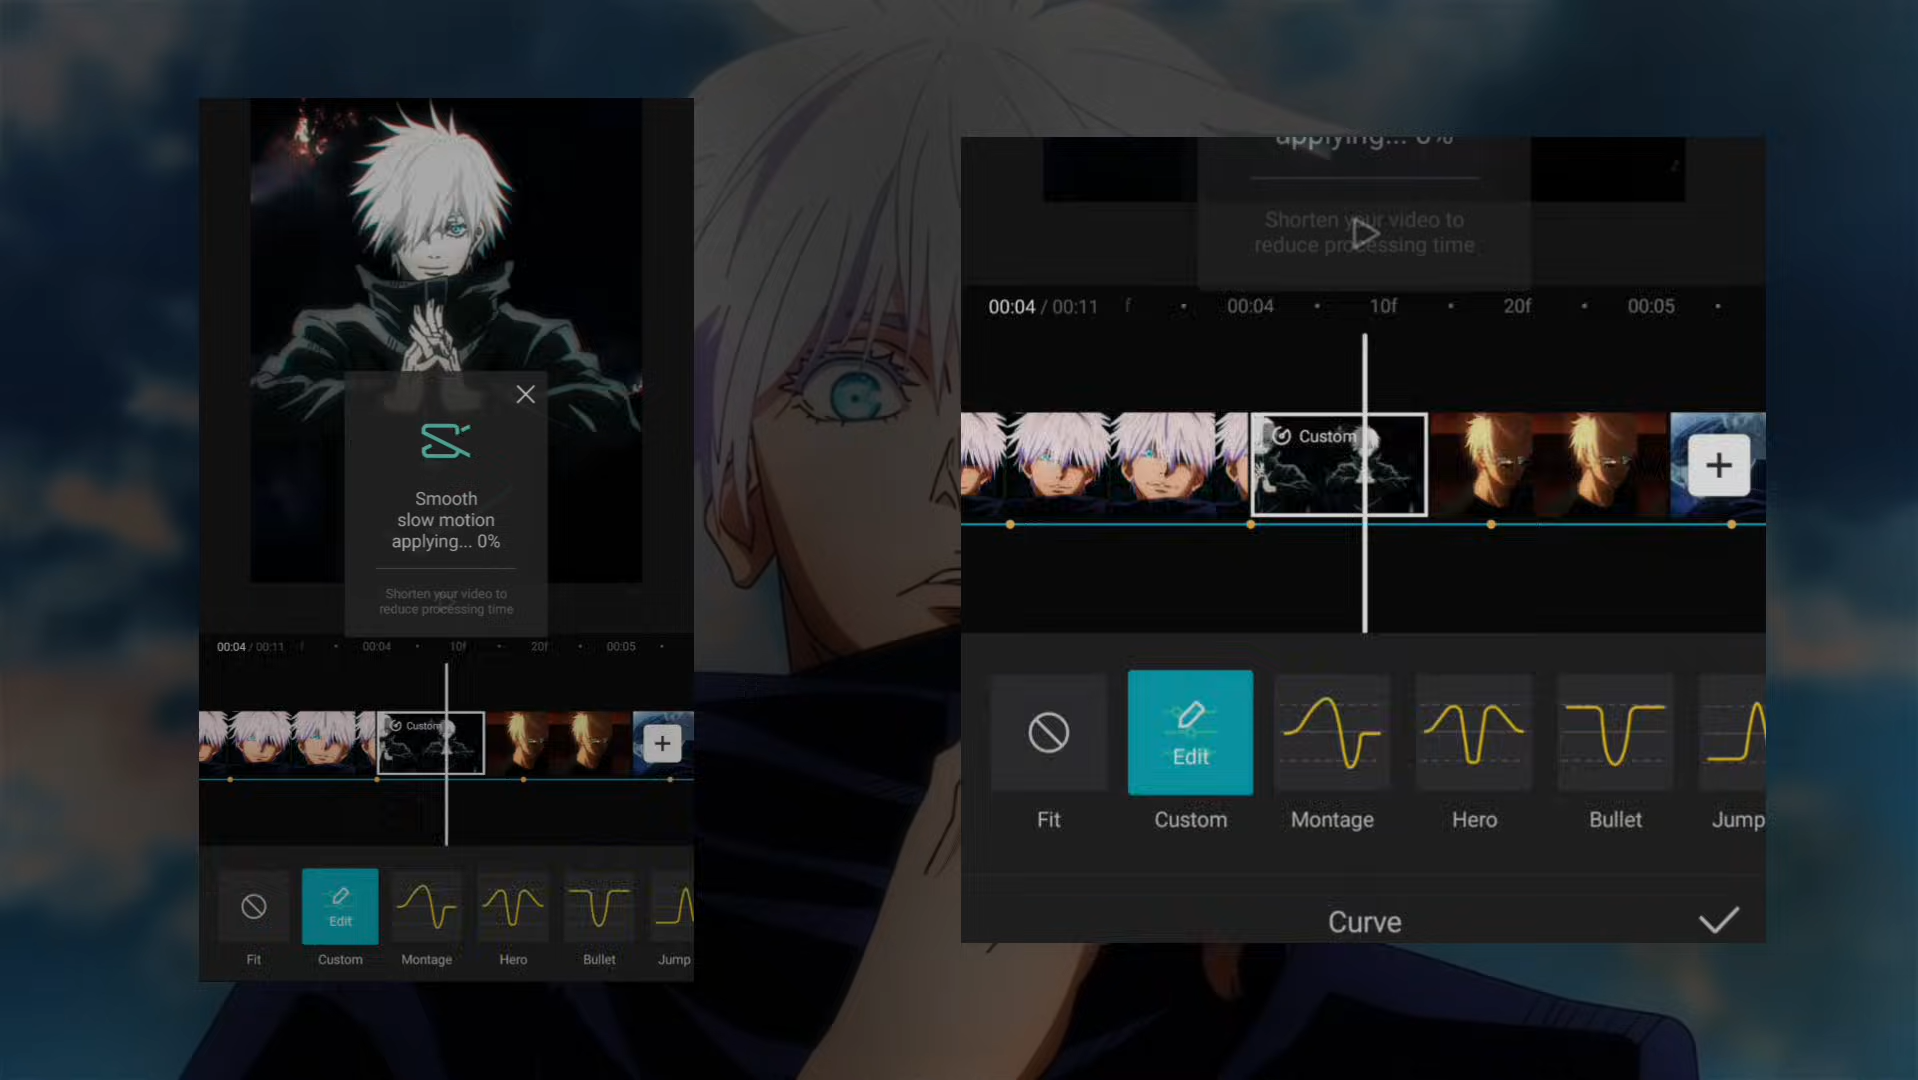 Smooth
slow motion
applying... 0%
Shorten your video to
reduce processing time
00:04 / 00:11 f 00:04 10f 20f 00:05
Custom
Edit
Fit Custom Montage Hero Bullet Jump
applying... 0%
Shorten your video to
reduce processing time
00:04 / 00:11 f 00:04 10f 20f 00:05
Custom
Edit
Fit Custom Montage Hero Bullet Jump
Curve